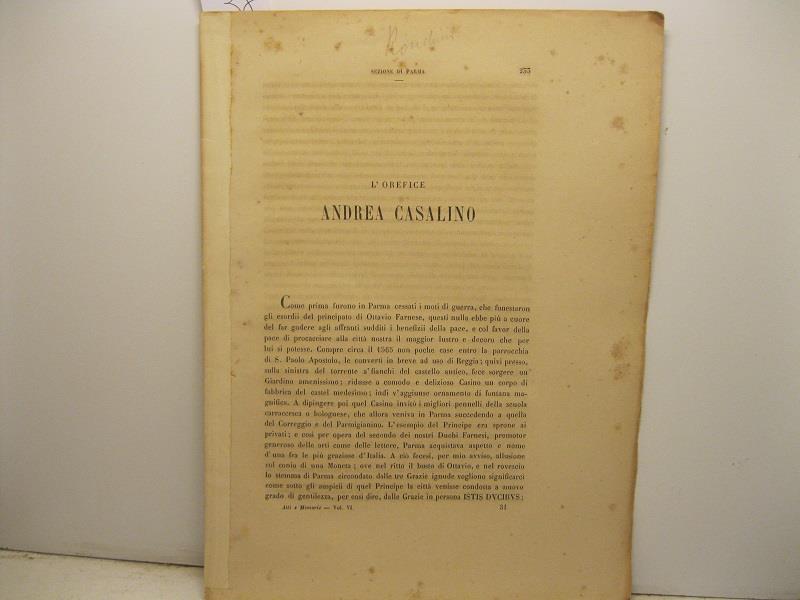 38
SEZIONE DI PARMA 233
L'OREFICE
ANDREA CASALINO
Come prima furono in Parma cessati i moti di guerra, che funestaron
gli esordii del principato di Ottavio Farnese, questi nulla ebbe più a cuore
del far godere agli affranti sudditi i benefizii della pace, e col favor della
pace di procacciare alla città nostra il maggior lustro e decoro che per
lui si potesse. Compre circa il 1565 non poche case entro la parrocchia
di S. Paolo Apostolo, le convertì in breve ad uso di Reggia; quivi presso,
sulla sinistra del torrente a' fianchi del castello antico, fece sorgere un
Giardino amenissimo; ridusse a comodo e delizioso Casino un corpo di
fabbrica del castel medesimo; indi v'aggiunse ornamento di fontana ma-
gnifica. A dipingere poi quel Casino invitò i migliori pennelli della scuola
carraccesca o bolognese, che allora veniva in Parma succedendo a quella
del Correggio e del Parmigianino. L'esempio del Principe era sprone ai
privati; e così per opera del secondo dei nostri Duchi Farnesi, promotor
generoso delle arti come delle lettere, Parma acquistava aspetto e nome
d'una fra le più graziose d'Italia. A ciò fecesi, per mio avviso, allusione
sul conio di una Moneta; ove nel ritto il busto di Ottavio, e nel rovescio
lo stemma di Parma circondato dalle tre Grazie ignude vogliono significarci
come sotto gli auspicii di quel Principe la città venisse condotta a nuovo
grado di gentilezza, per così dire, dalle Grazie in persona ISTIS DVCIBVS:
Atti e Memorie — Vol. VI. 31